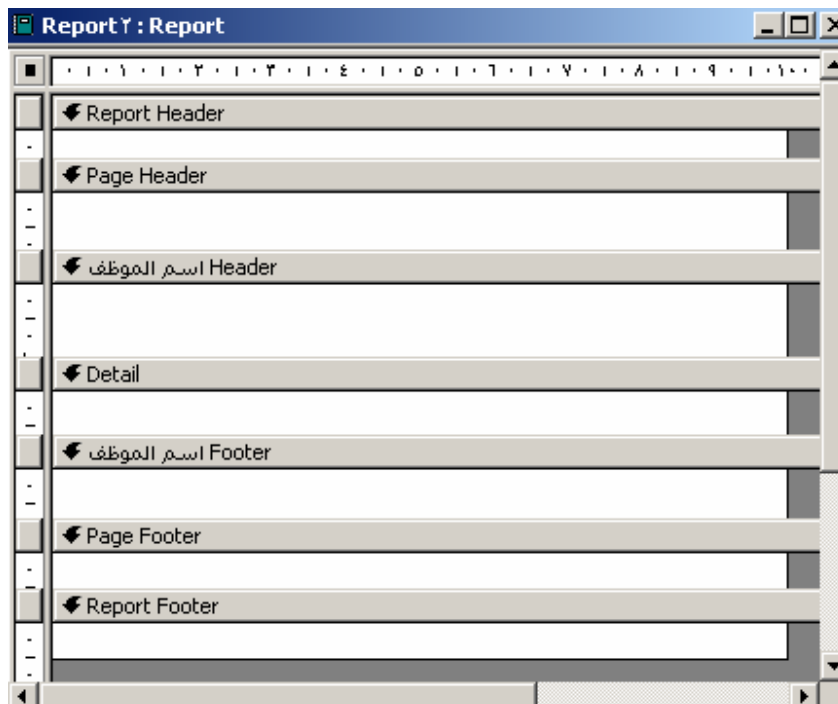 Report٢ : Report
١ ٢ ٣ ٤ ٥ ٦ ٧ ٨ ٩ ١٠
Report Header
Page Header
اسم الموظف Header
Detail
اسم الموظف Footer
Page Footer
Report Footer